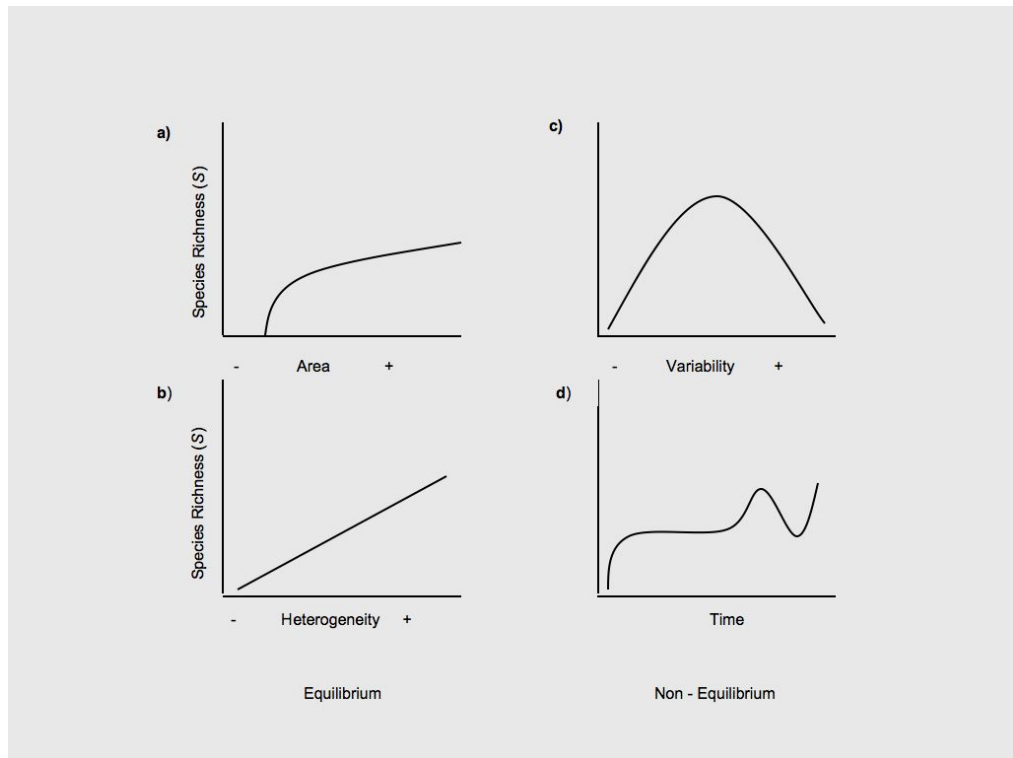 a)
Species Richness (S)
- Area +
b)
Species Richness (S)
- Heterogeneity +
Equilibrium
c)
- Variability +
d)
Time
Non - Equilibrium